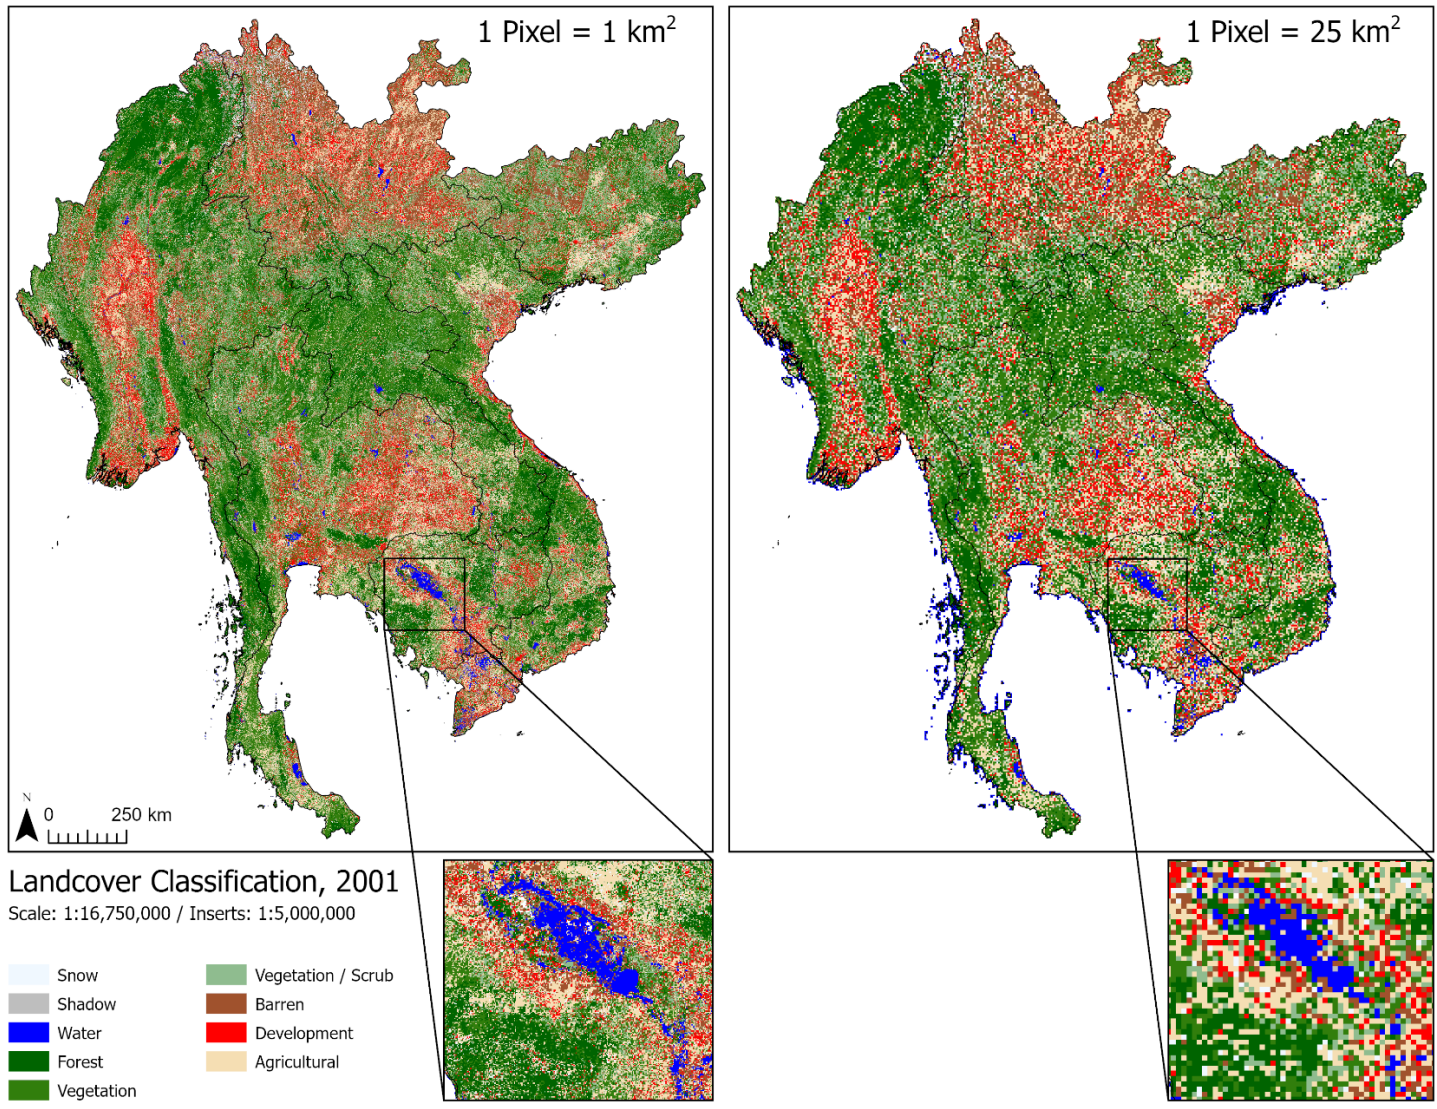 1 Pixel = 1 km²
1 Pixel = 25 km²
N
0 250 km
Landcover Classification, 2001
Scale: 1:16,750,000 / Inserts: 1:5,000,000
Snow
Shadow
Water
Forest
Vegetation
Vegetation / Scrub
Barren
Development
Agricultural